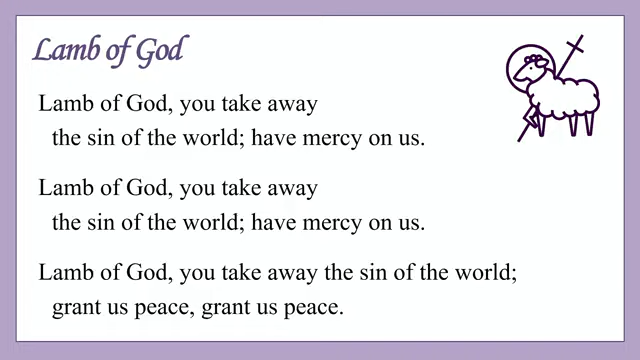 Lamb of God
Lamb of God, you take away
the sin of the world; have mercy on us.
Lamb of God, you take away
the sin of the world; have mercy on us.
Lamb of God, you take away the sin of the world;
grant us peace, grant us peace.